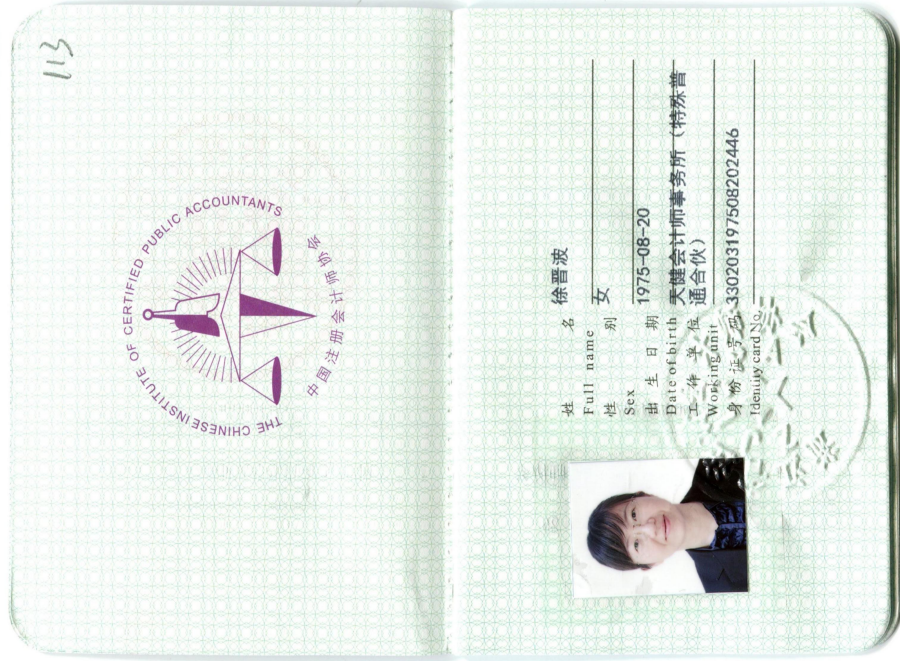 113
THE CHINESE INSTITUTE OF CERTIFIED PUBLIC ACCOUNTANTS
中国注册会计师协会
姓 名 徐晋波
Full name
性 别 女
Sex
出 生 日 期 1975-08-20
Date of birth
工 作 单 位 天健会计师事务所（特殊普
Working unit 通合伙）
身 份 证 号 码 330203197508202446
Identity card No.